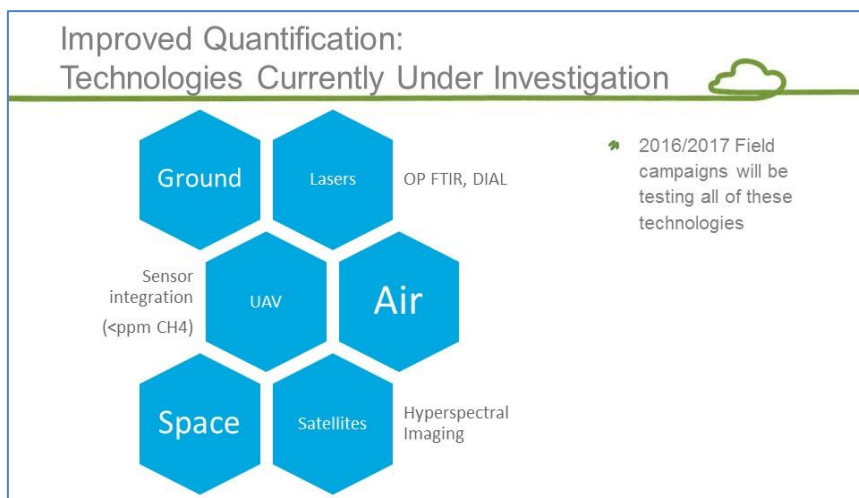 Improved Quantification:
Technologies Currently Under Investigation
Ground
Lasers
OP FTIR, DIAL
Sensor
integration
(<ppm CH4)
UAV
Air
Space
Satellites
Hyperspectral
Imaging
2016/2017 Field
campaigns will be
testing all of these
technologies